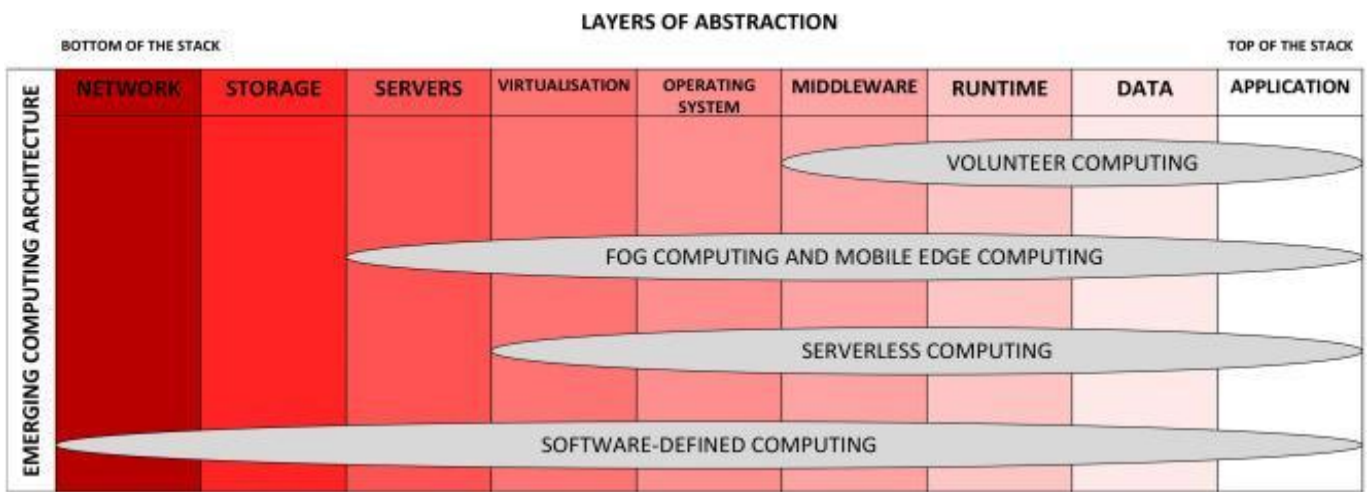 LAYERS OF ABSTRACTION
BOTTOM OF THE STACK
TOP OF THE STACK
EMERGING COMPUTING ARCHITECTURE
NETWORK
STORAGE
SERVERS
VIRTUALISATION
OPERATING
SYSTEM
MIDDLEWARE
RUNTIME
DATA
APPLICATION
VOLUNTEER COMPUTING
FOG COMPUTING AND MOBILE EDGE COMPUTING
SERVERLESS COMPUTING
SOFTWARE-DEFINED COMPUTING